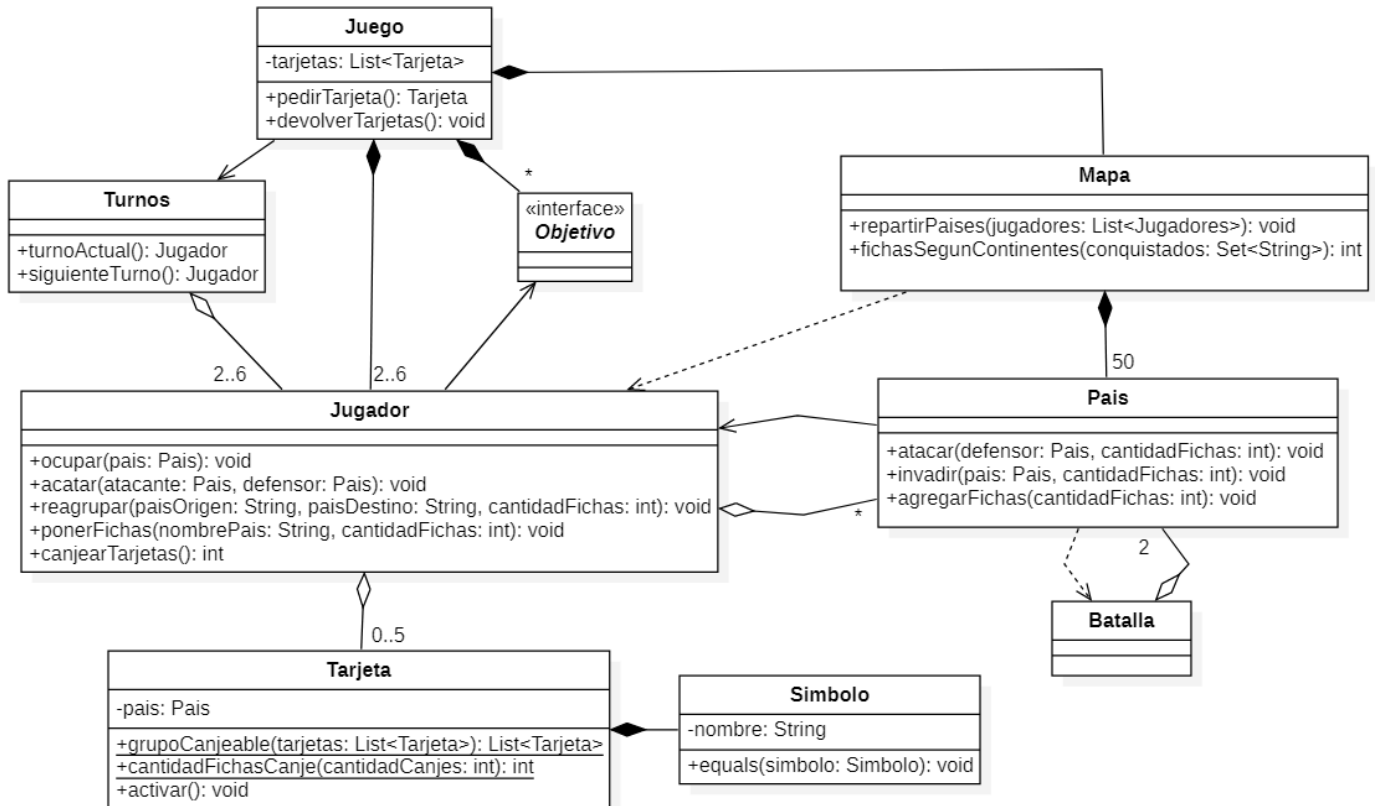 Juego
-tarjetas: List<Tarjeta>
+pedirTarjeta(): Tarjeta
+devolverTarjetas(): void
Turnos
+turnoActual(): Jugador
+siguienteTurno(): Jugador
*
«interface»
Objetivo
Mapa
+repartirPaises(jugadores: List<Jugadores>): void
+fichasSegunContinentes(conquistados: Set<String>): int
2..6
2..6
50
Jugador
+ocupar(pais: Pais): void
+acatar(atacante: Pais, defensor: Pais): void
+reagrupar(paisOrigen: String, paisDestino: String, cantidadFichas: int): void
+ponerFichas(nombrePais: String, cantidadFichas: int): void
+canjearTarjetas(): int
*
Pais
+atacar(defensor: Pais, cantidadFichas: int): void
+invadir(pais: Pais, cantidadFichas: int): void
+agregarFichas(cantidadFichas: int): void
2
Batalla
0..5
Tarjeta
-pais: Pais
+grupoCanjeable(tarjetas: List<Tarjeta>): List<Tarjeta>
+cantidadFichasCanje(cantidadCanjes: int): int
+activar(): void
Simbolo
-nombre: String
+equals(simbolo: Simbolo): void